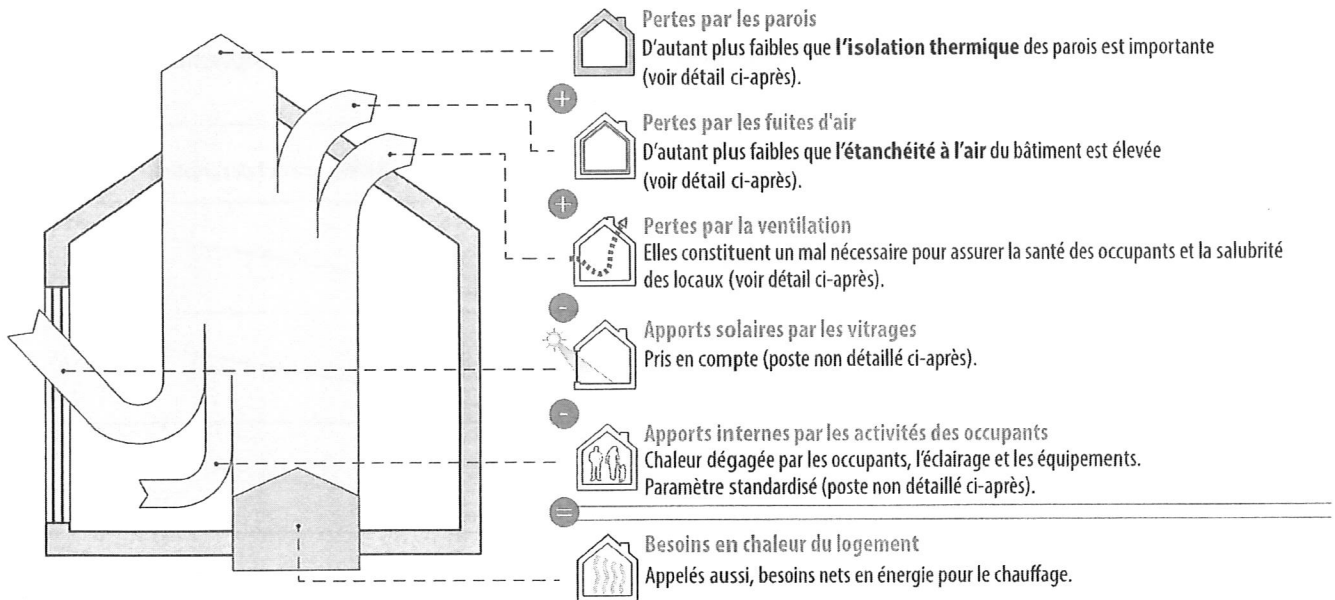 Pertes par les parois
D'autant plus faibles que l'isolation thermique des parois est importante
(voir détail ci-après).
+
Pertes par les fuites d'air
D'autant plus faibles que l'étanchéité à l'air du bâtiment est élevée
(voir détail ci-après).
+
Pertes par la ventilation
Elles constituent un mal nécessaire pour assurer la santé des occupants et la salubrité
des locaux (voir détail ci-après).
-
Apports solaires par les vitrages
Pris en compte (poste non détaillé ci-après).
-
Apports internes par les activités des occupants
Chaleur dégagée par les occupants, l'éclairage et les équipements.
Paramètre standardisé (poste non détaillé ci-après).
=
Besoins en chaleur du logement
Appelés aussi, besoins nets en énergie pour le chauffage.